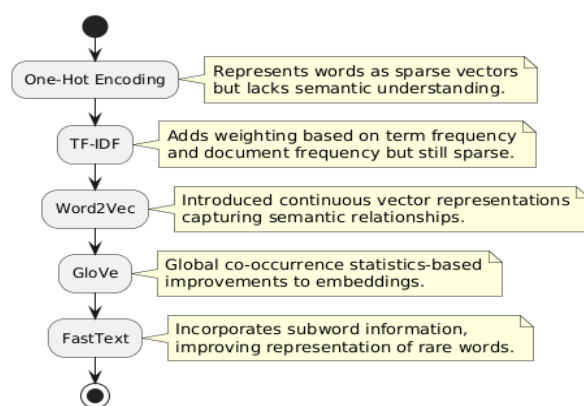 One-Hot Encoding
Represents words as sparse vectors
but lacks semantic understanding.
TF-IDF
Adds weighting based on term frequency
and document frequency but still sparse.
Word2Vec
Introduced continuous vector representations
capturing semantic relationships.
GloVe
Global co-occurrence statistics-based
improvements to embeddings.
FastText
Incorporates subword information,
improving representation of rare words.